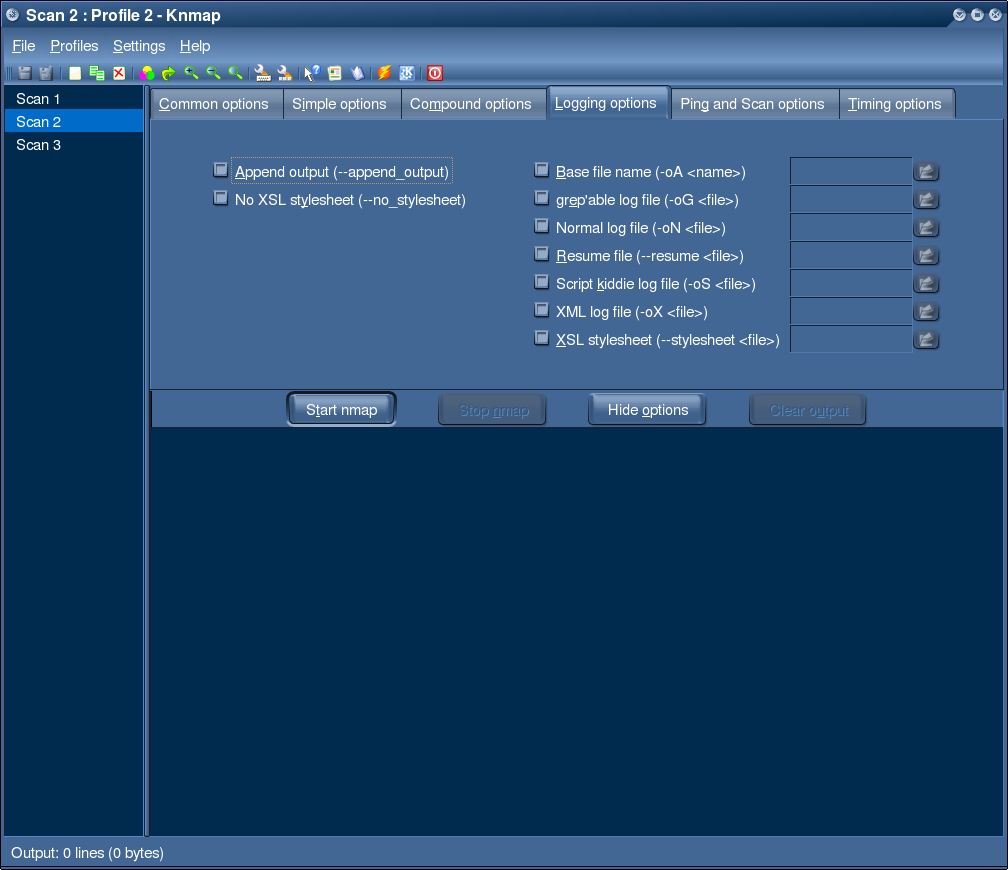 Scan 2 : Profile 2 - Knmap
File Profiles Settings Help
Scan 1
Scan 2
Scan 3
Common options Simple options Compound options Logging options Ping and Scan options Timing options
Append output (--append_output)
No XSL stylesheet (--no_stylesheet)
Base file name (-oA <name>)
grep'able log file (-oG <file>)
Normal log file (-oN <file>)
Resume file (--resume <file>)
Script kiddie log file (-oS <file>)
XML log file (-oX <file>)
XSL stylesheet (--stylesheet <file>)
Start nmap Stop nmap Hide options Clear output
Output: 0 lines (0 bytes)